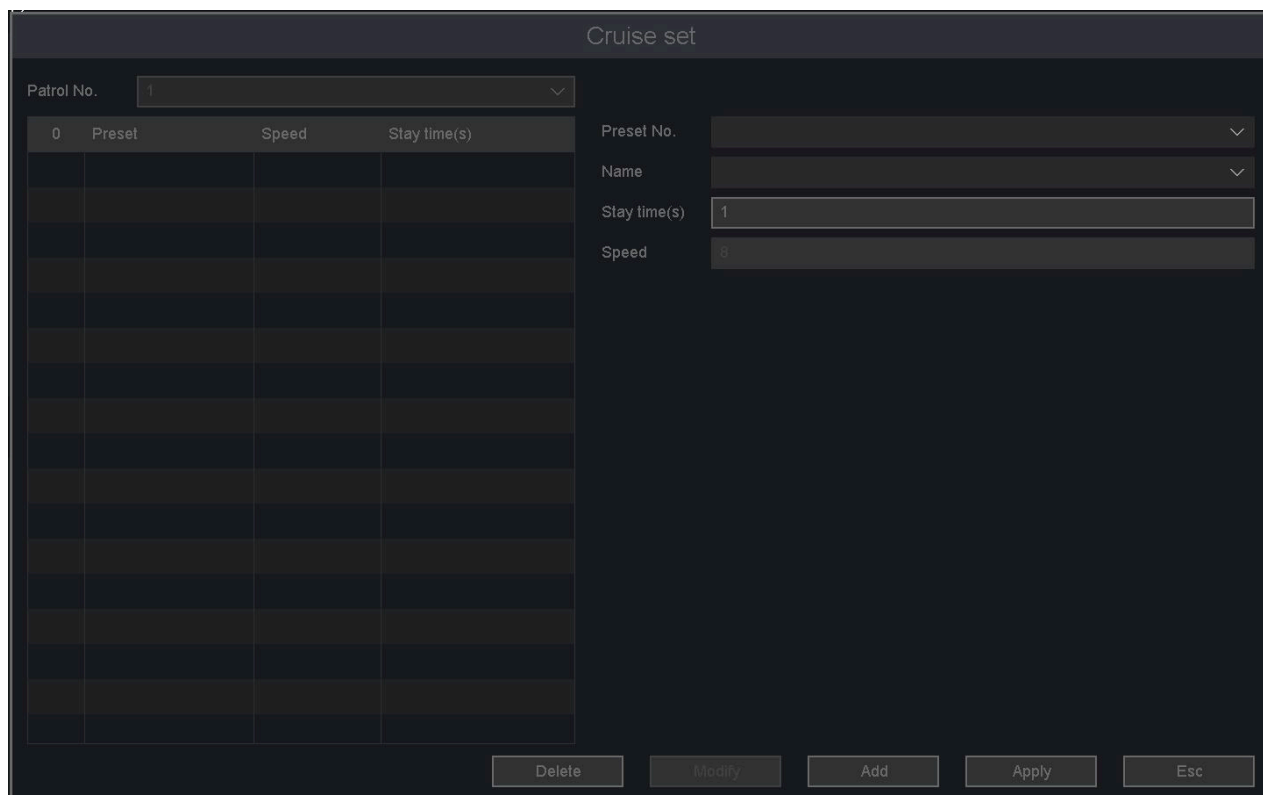 Cruise set
Patrol No. 1
0 Preset Speed Stay time(s)
Preset No.
Name
Stay time(s) 1
Speed 8
Delete Modify Add Apply Esc